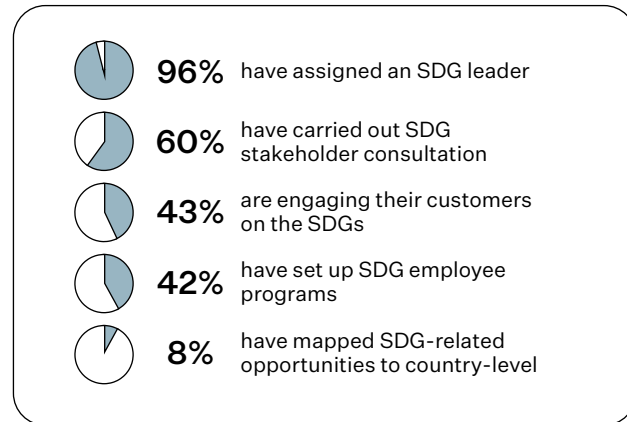 96% have assigned an SDG leader
60% have carried out SDG
stakeholder consultation
43% are engaging their customers
on the SDGs
42% have set up SDG employee
programs
8% have mapped SDG-related
opportunities to country-level